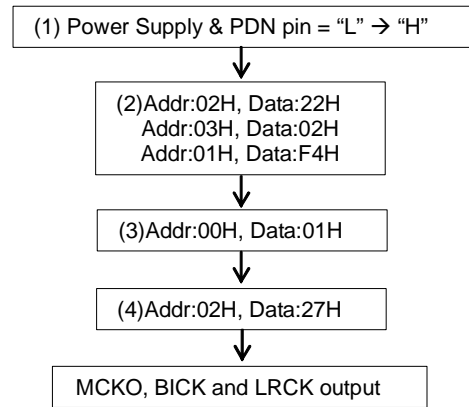 (1) Power Supply & PDN pin = “L” → “H”
(2)Addr:02H, Data:22H
Addr:03H, Data:02H
Addr:01H, Data:F4H
(3)Addr:00H, Data:01H
(4)Addr:02H, Data:27H
MCKO, BICK and LRCK output